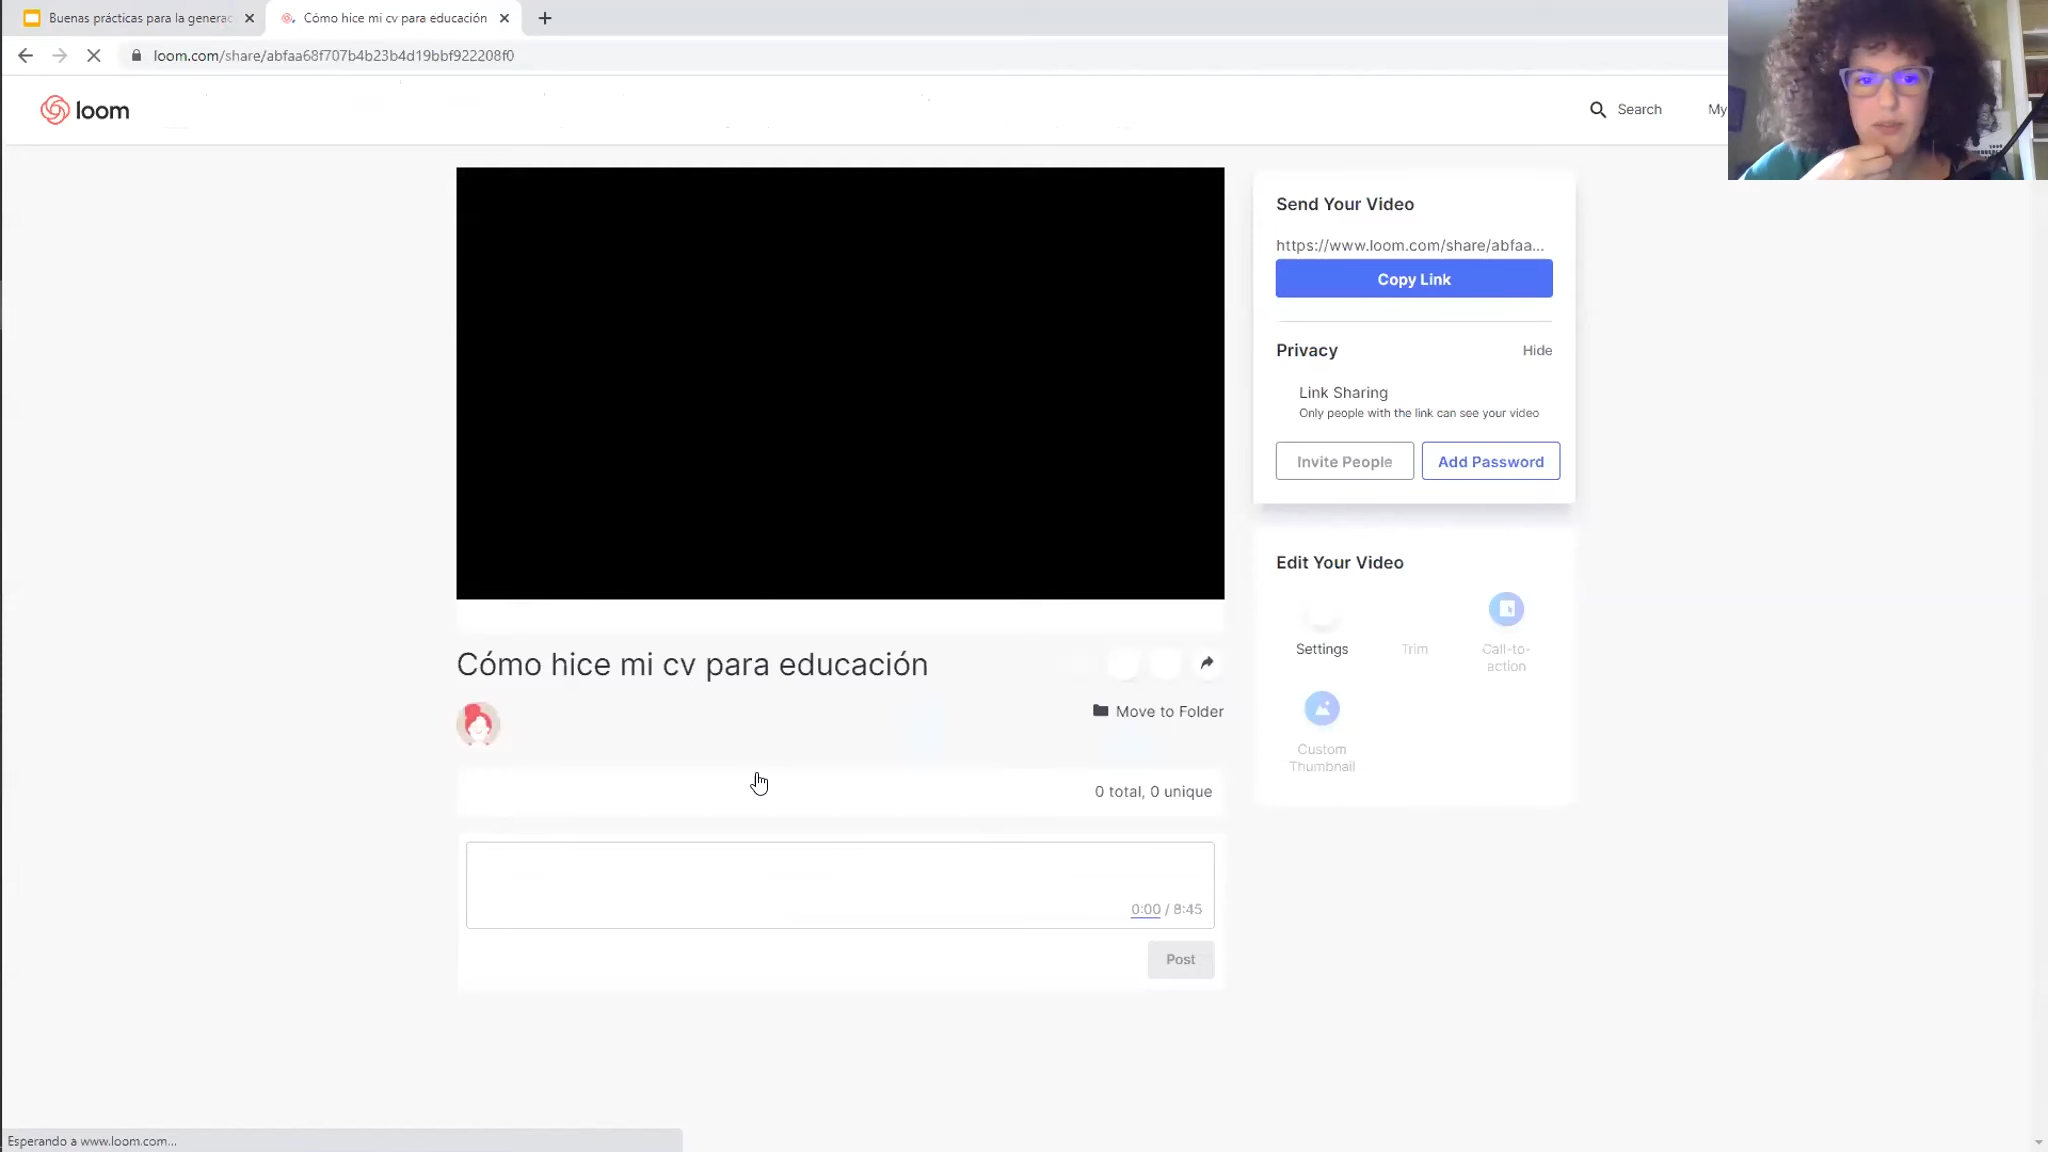 Buenas prácticas para la generac
Cómo hice mi cv para educación
loom.com/share/abfaa68f707b4b23b4d19bbf922208f0
loom
Search
My
Send Your Video
https://www.loom.com/share/abfaa...
Copy Link
Privacy
Hide
Link Sharing
Only people with the link can see your video
Invite People
Add Password
Edit Your Video
Settings
Trim
Call-to-
action
Custom
Thumbnail
Cómo hice mi cv para educación
Move to Folder
0 total, 0 unique
0:00 / 8:45
Post
Esperando a www.loom.com...